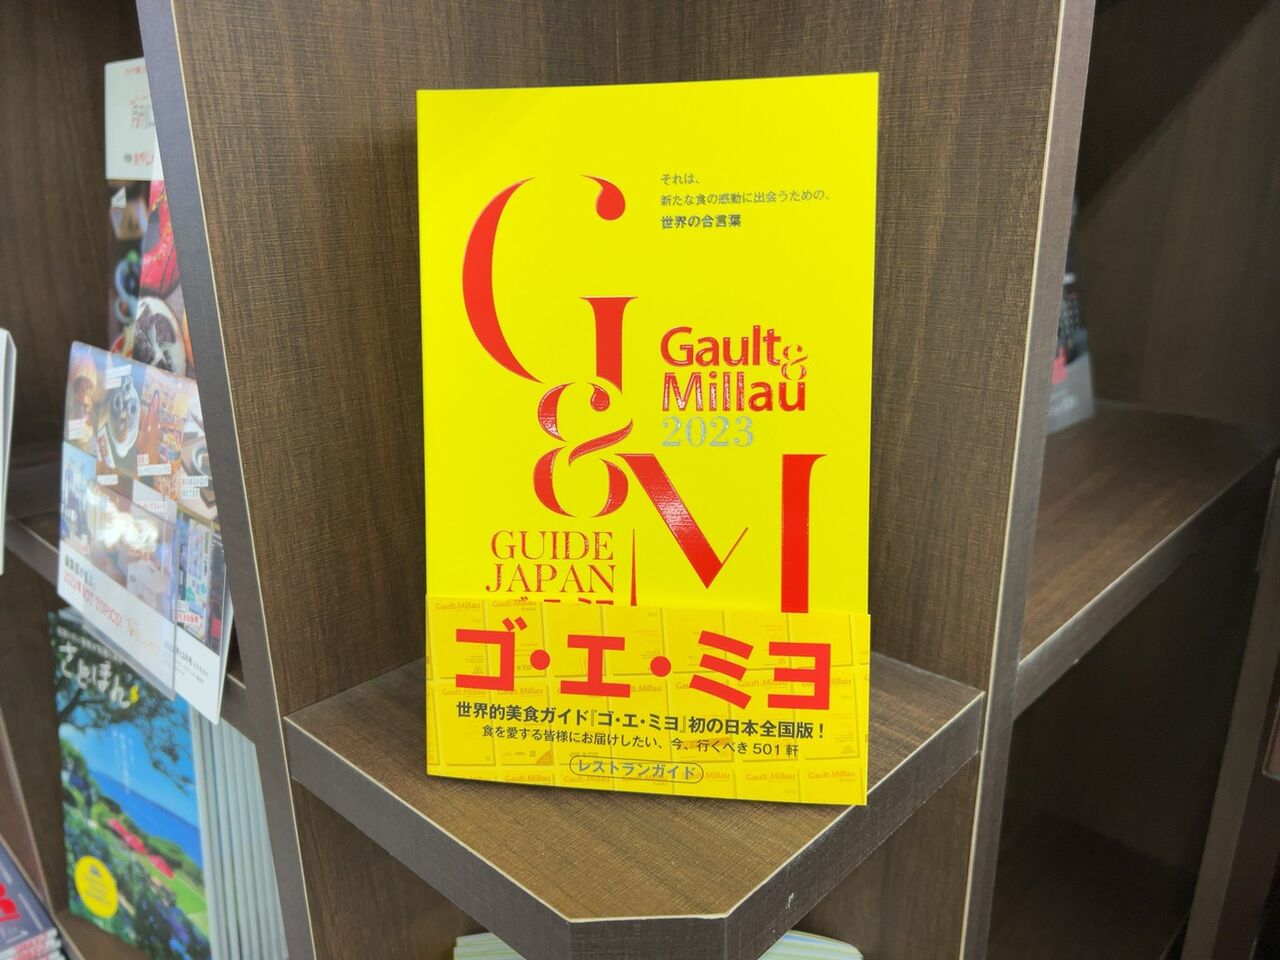 それは、
新たな食の感動に出会うための、
世界の合言葉
G
&
M
Gault&
Millau
2023
GUIDE
JAPAN
ゴ・エ・ミヨ
世界的美食ガイド『ゴ・エ・ミヨ』初の日本全国版!
食を愛する皆様にお届けしたい、今、行くべき501軒
レストランガイド
さとぽん